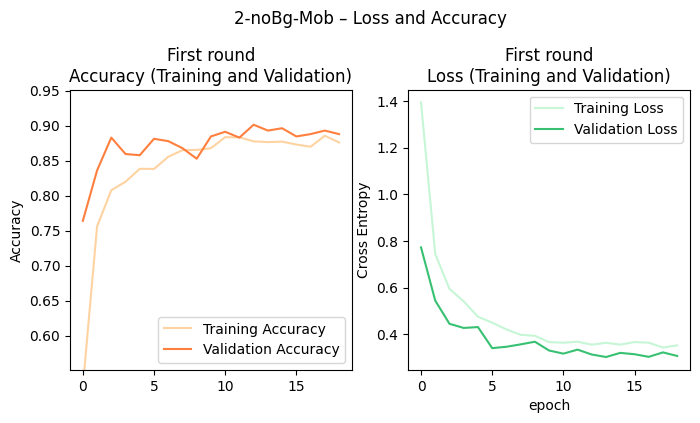 2-noBg-Mob – Loss and Accuracy
First round
Accuracy (Training and Validation)
0.95
0.90
0.85
0.80
0.75
0.70
0.65
0.60
Accuracy
0
5
10
15
Training Accuracy
Validation Accuracy
First round
Loss (Training and Validation)
1.4
1.2
1.0
0.8
0.6
0.4
Cross Entropy
0
5
10
15
epoch
Training Loss
Validation Loss